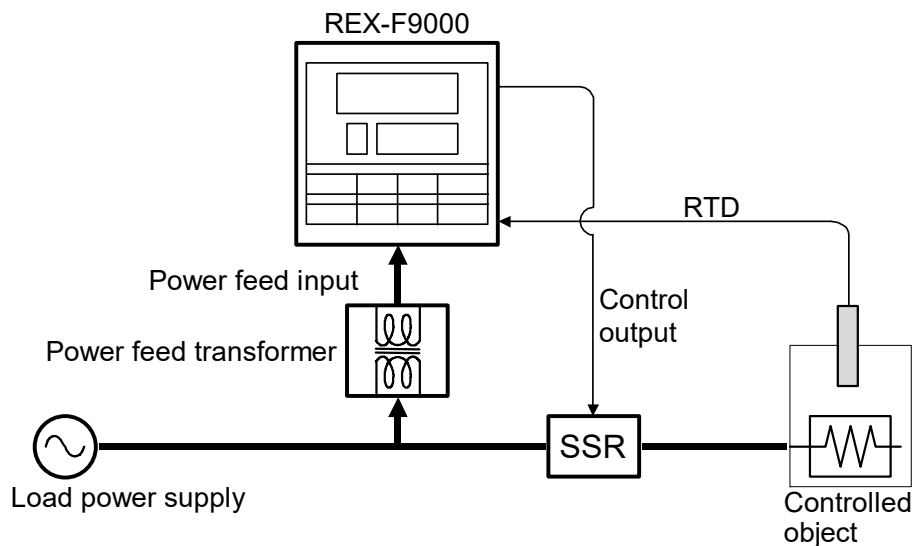 REX-F9000
RTD
Power feed input
Control
output
Power feed transformer
SSR
Load power supply
Controlled
object